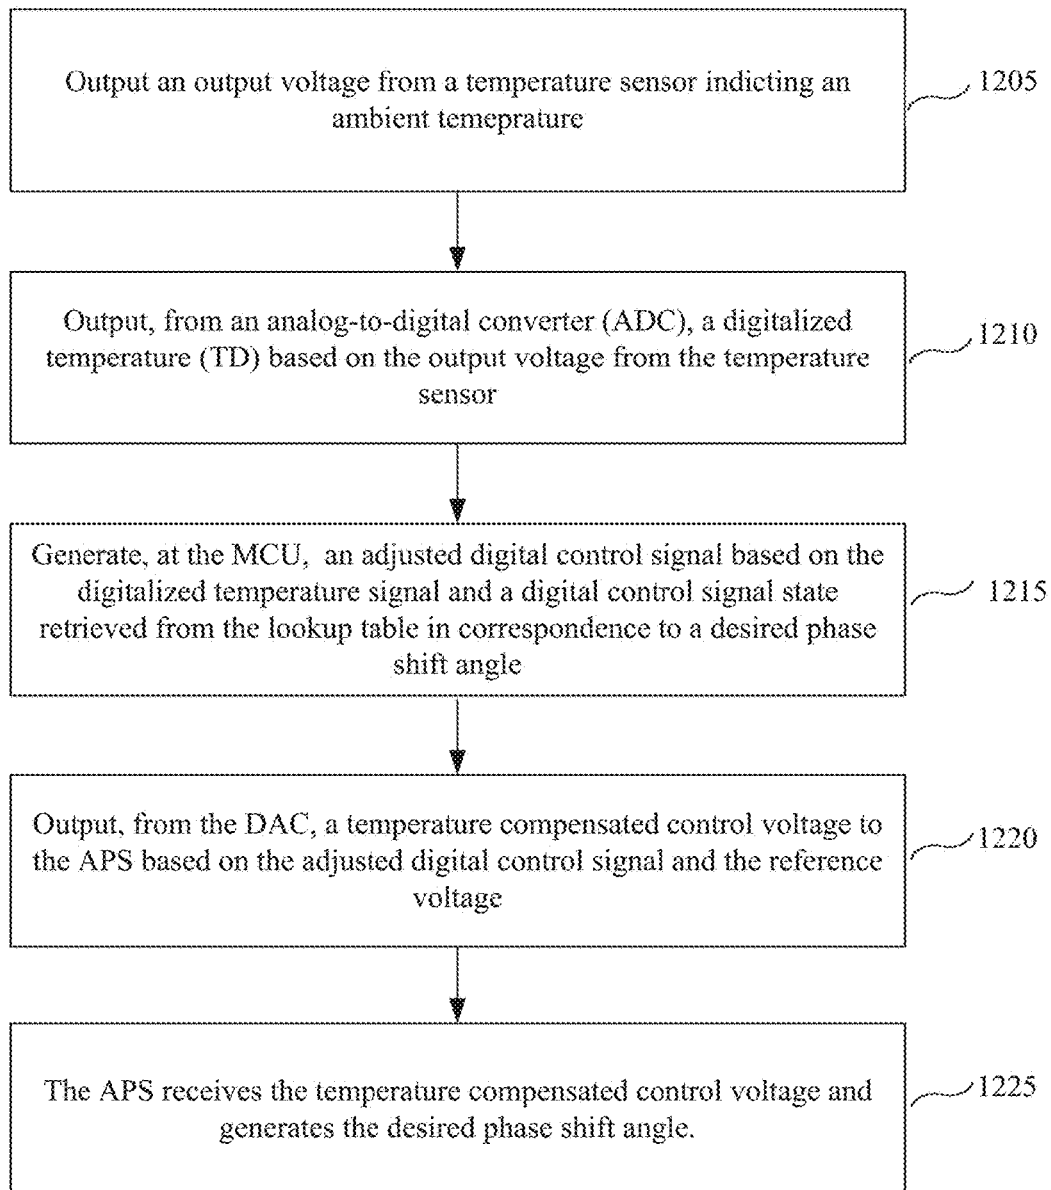 Output an output voltage from a temperature sensor indicting an
ambient temeprature
1205
Output, from an analog-to-digital converter (ADC), a digitalized
temperature (TD) based on the output voltage from the temperature
sensor
1210
Generate, at the MCU, an adjusted digital control signal based on the
digitalized temperature signal and a digital control signal state
retrieved from the lookup table in correspondence to a desired phase
shift angle
1215
Output, from the DAC, a temperature compensated control voltage to
the APS based on the adjusted digital control signal and the reference
voltage
1220
The APS receives the temperature compensated control voltage and
generates the desired phase shift angle.
1225